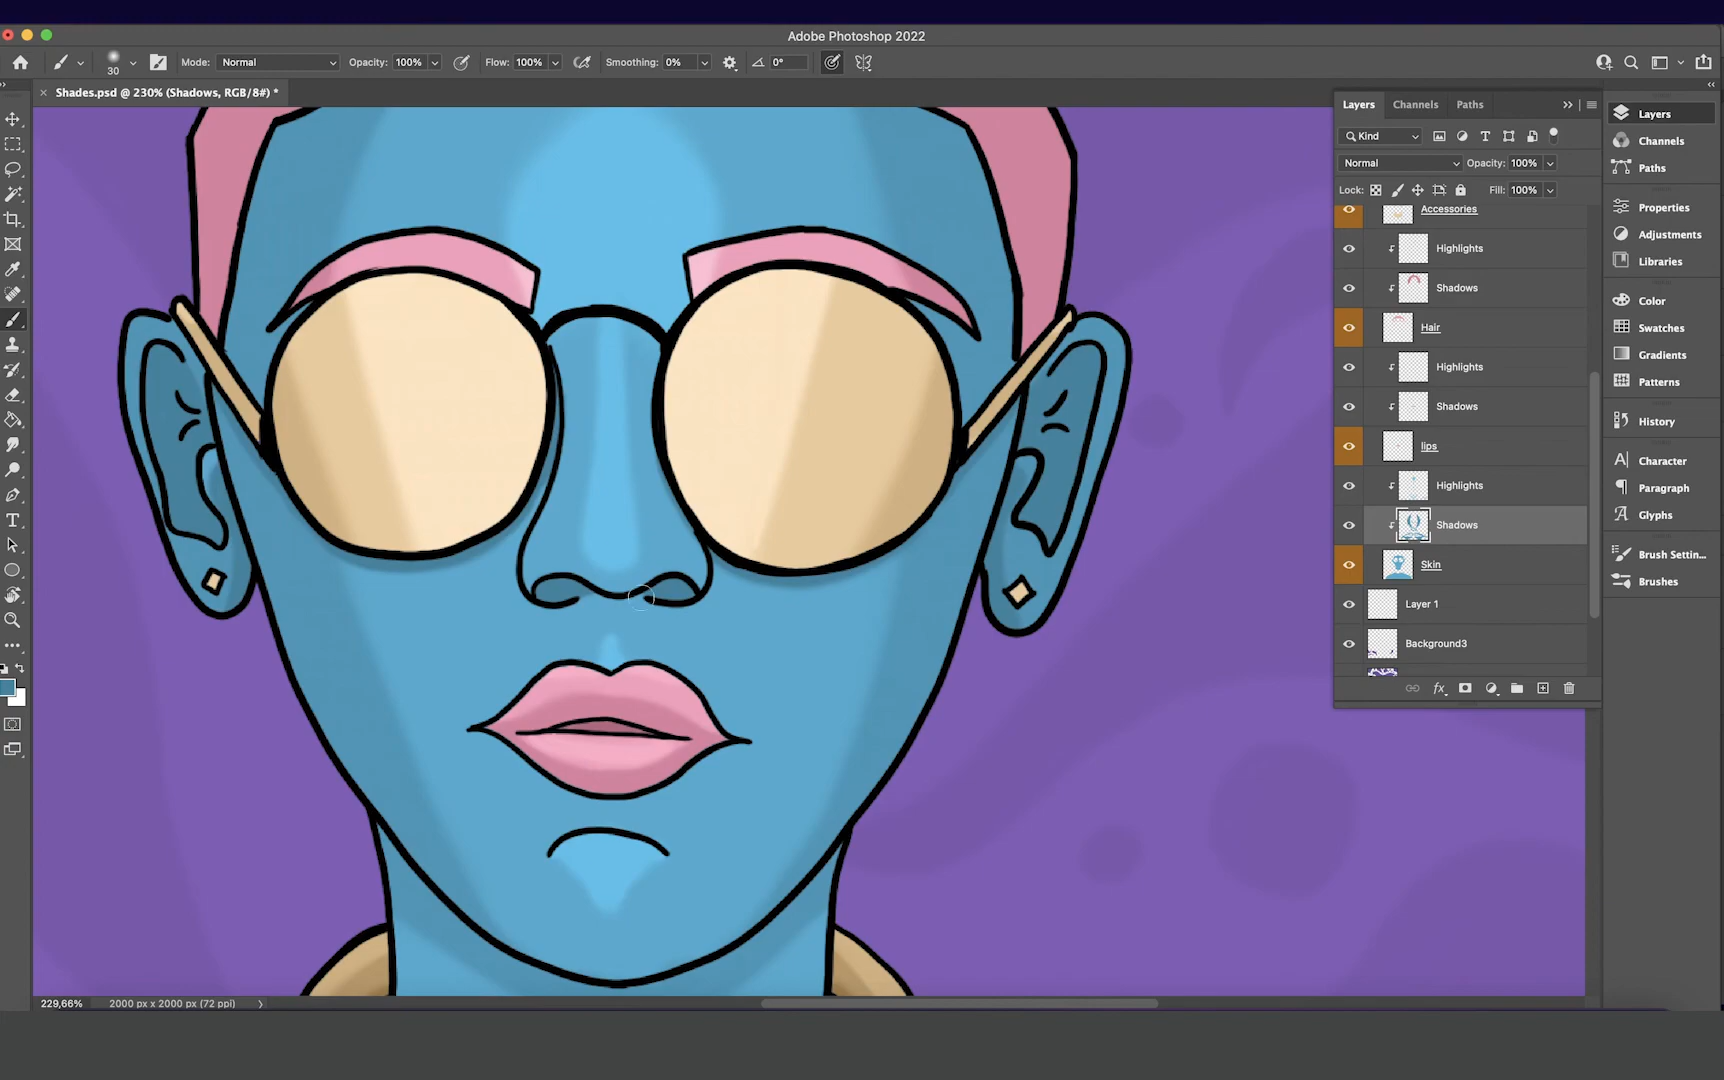 Adobe Photoshop 2022
30
Mode: Normal
Opacity: 100%
Flow: 100%
Smoothing: 0%
0°
Shades.psd @ 230% (Shadows, RGB/8#) *
Layers Channels Paths
Kind
Normal Opacity: 100%
Lock: Fill: 100%
Accessories
Highlights
Shadows
Hair
Highlights
Shadows
lips
Highlights
Shadows
Skin
Layer 1
Background3
fx
Layers
Channels
Paths
Properties
Adjustments
Libraries
Color
Swatches
Gradients
Patterns
History
Character
Paragraph
Glyphs
Brush Settin...
Brushes
229,66% 2000 px x 2000 px (72 ppi)